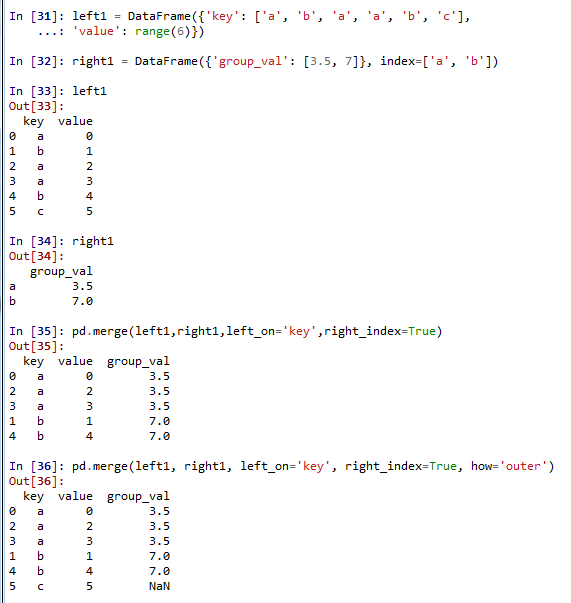 In [31]: left1 = DataFrame({'key': ['a', 'b', 'a', 'a', 'b', 'c'],
    ...: 'value': range(6)})
In [32]: right1 = DataFrame({'group_val': [3.5, 7]}, index=['a', 'b'])
In [33]: left1
Out[33]:
  key  value
0   a      0
1   b      1
2   a      2
3   a      3
4   b      4
5   c      5
In [34]: right1
Out[34]:
   group_val
a        3.5
b        7.0
In [35]: pd.merge(left1,right1,left_on='key',right_index=True)
Out[35]:
  key  value  group_val
0   a      0        3.5
2   a      2        3.5
3   a      3        3.5
1   b      1        7.0
4   b      4        7.0
In [36]: pd.merge(left1, right1, left_on='key', right_index=True, how='outer')
Out[36]:
  key  value  group_val
0   a      0        3.5
2   a      2        3.5
3   a      3        3.5
1   b      1        7.0
4   b      4        7.0
5   c      5        NaN